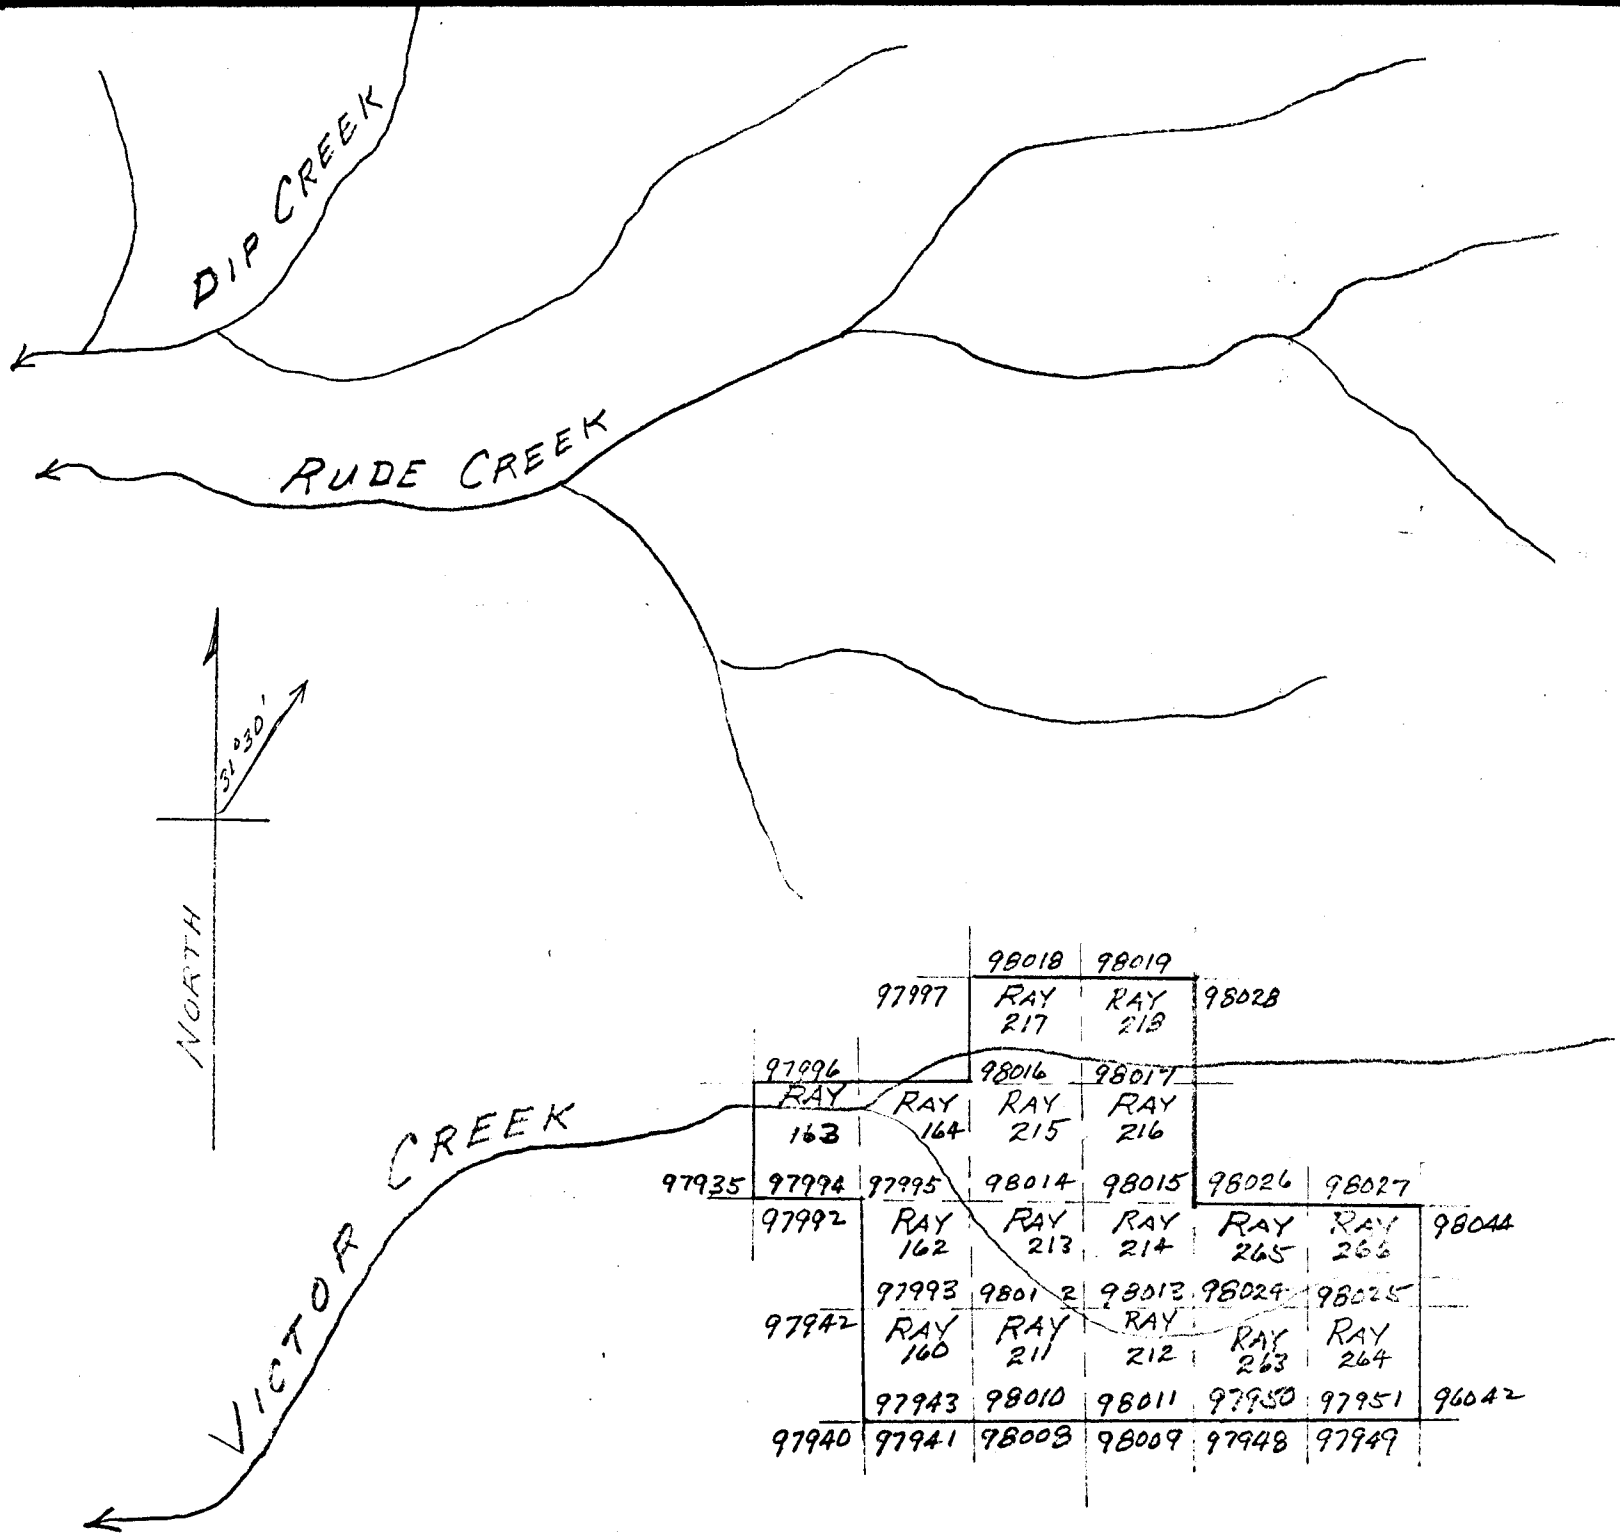 DIP CREEK
RUDE CREEK
31°30'
NORTH
VICTOR CREEK
98018 98019
97997 RAY 217 RAY 218 98028
97996 98016 98017
RAY 163 RAY 164 RAY 215 RAY 216
97935 97994 97995 98014 98015 98026 98027
97992 RAY 162 RAY 213 RAY 214 RAY 265 RAY 266 98044
97993 98012 98013 98024 98025
97942 RAY 160 RAY 211 RAY 212 RAY 263 RAY 264
97943 98010 98011 97950 97951 96042
97940 97941 98008 98009 97948 97949